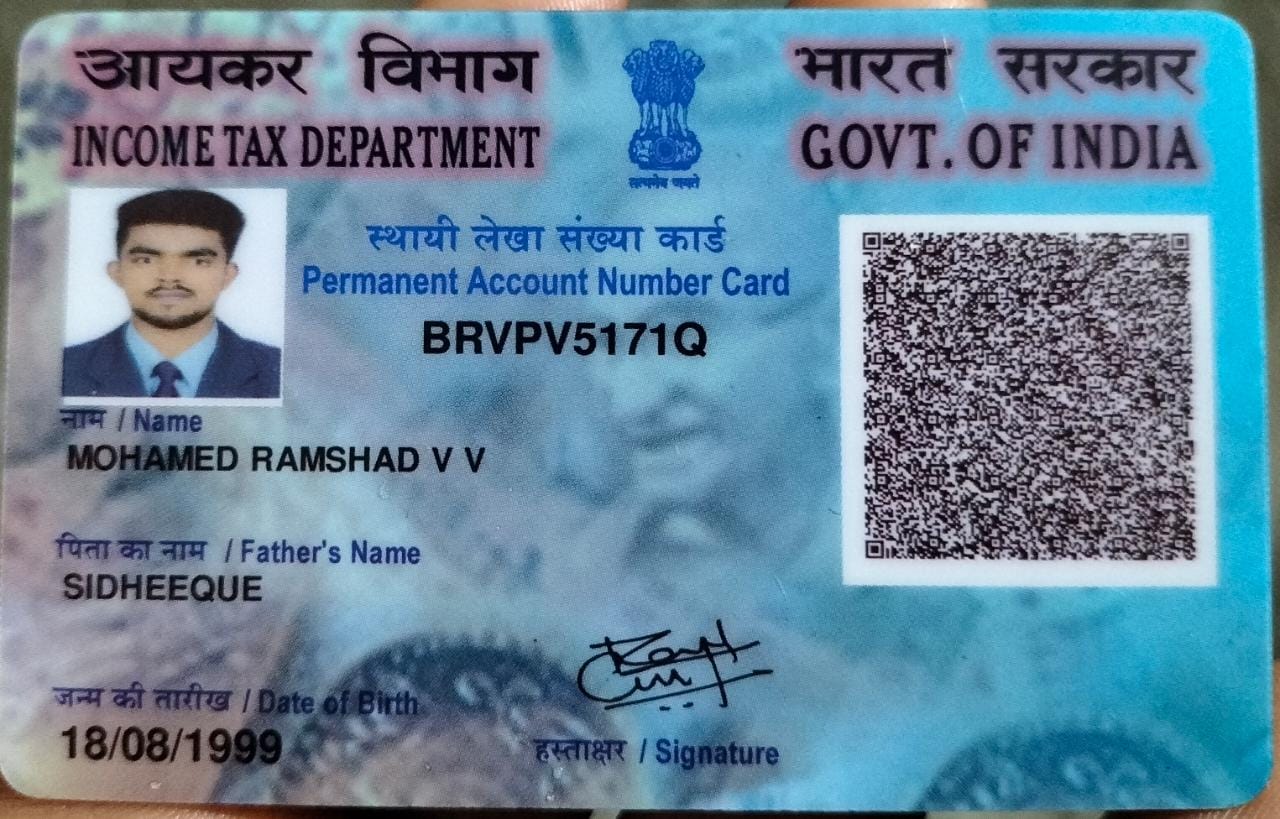 आयकर विभाग
INCOME TAX DEPARTMENT
भारत सरकार
GOVT. OF INDIA
सत्यमेव जयते
स्थायी लेखा संख्या कार्ड
Permanent Account Number Card
BRVPV5171Q
नाम / Name
MOHAMED RAMSHAD V V
पिता का नाम / Father's Name
SIDHEEQUE
जन्म की तारीख / Date of Birth
18/08/1999
हस्ताक्षर / Signature